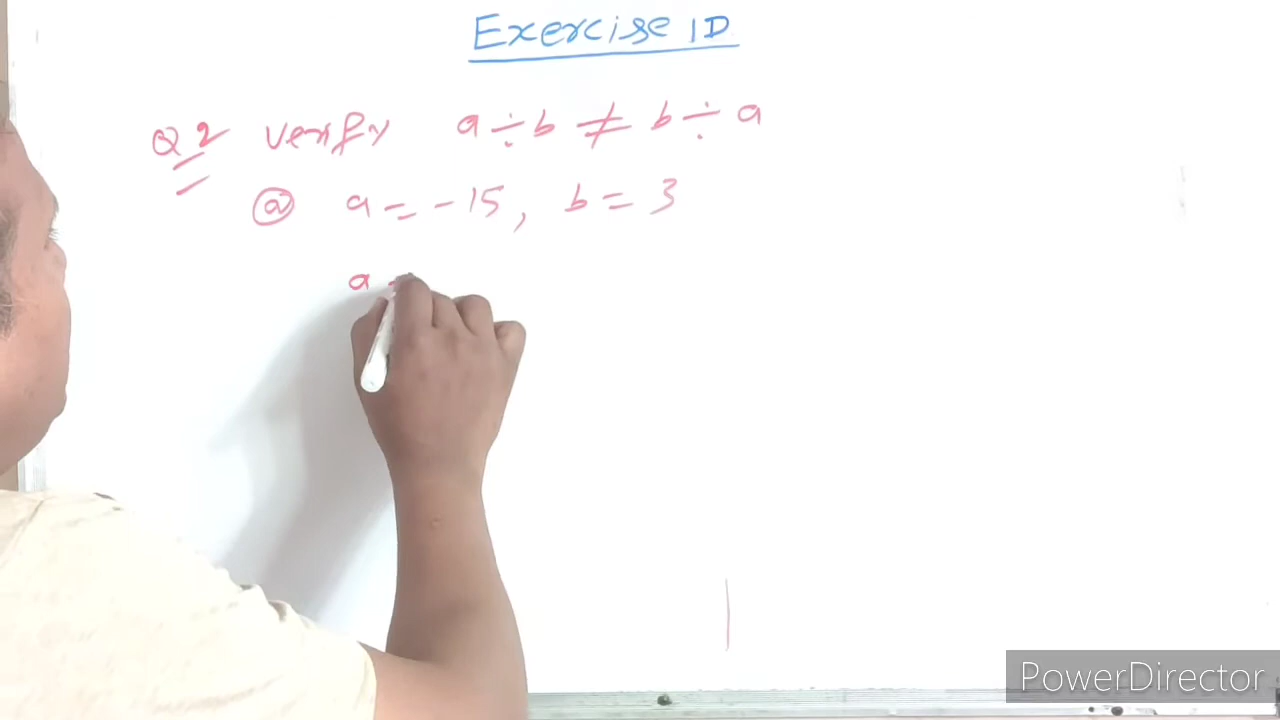 Exercise 1D
Q2 verify a ÷ b ≠ b ÷ a
ⓐ a = -15, b = 3
a
PowerDirector